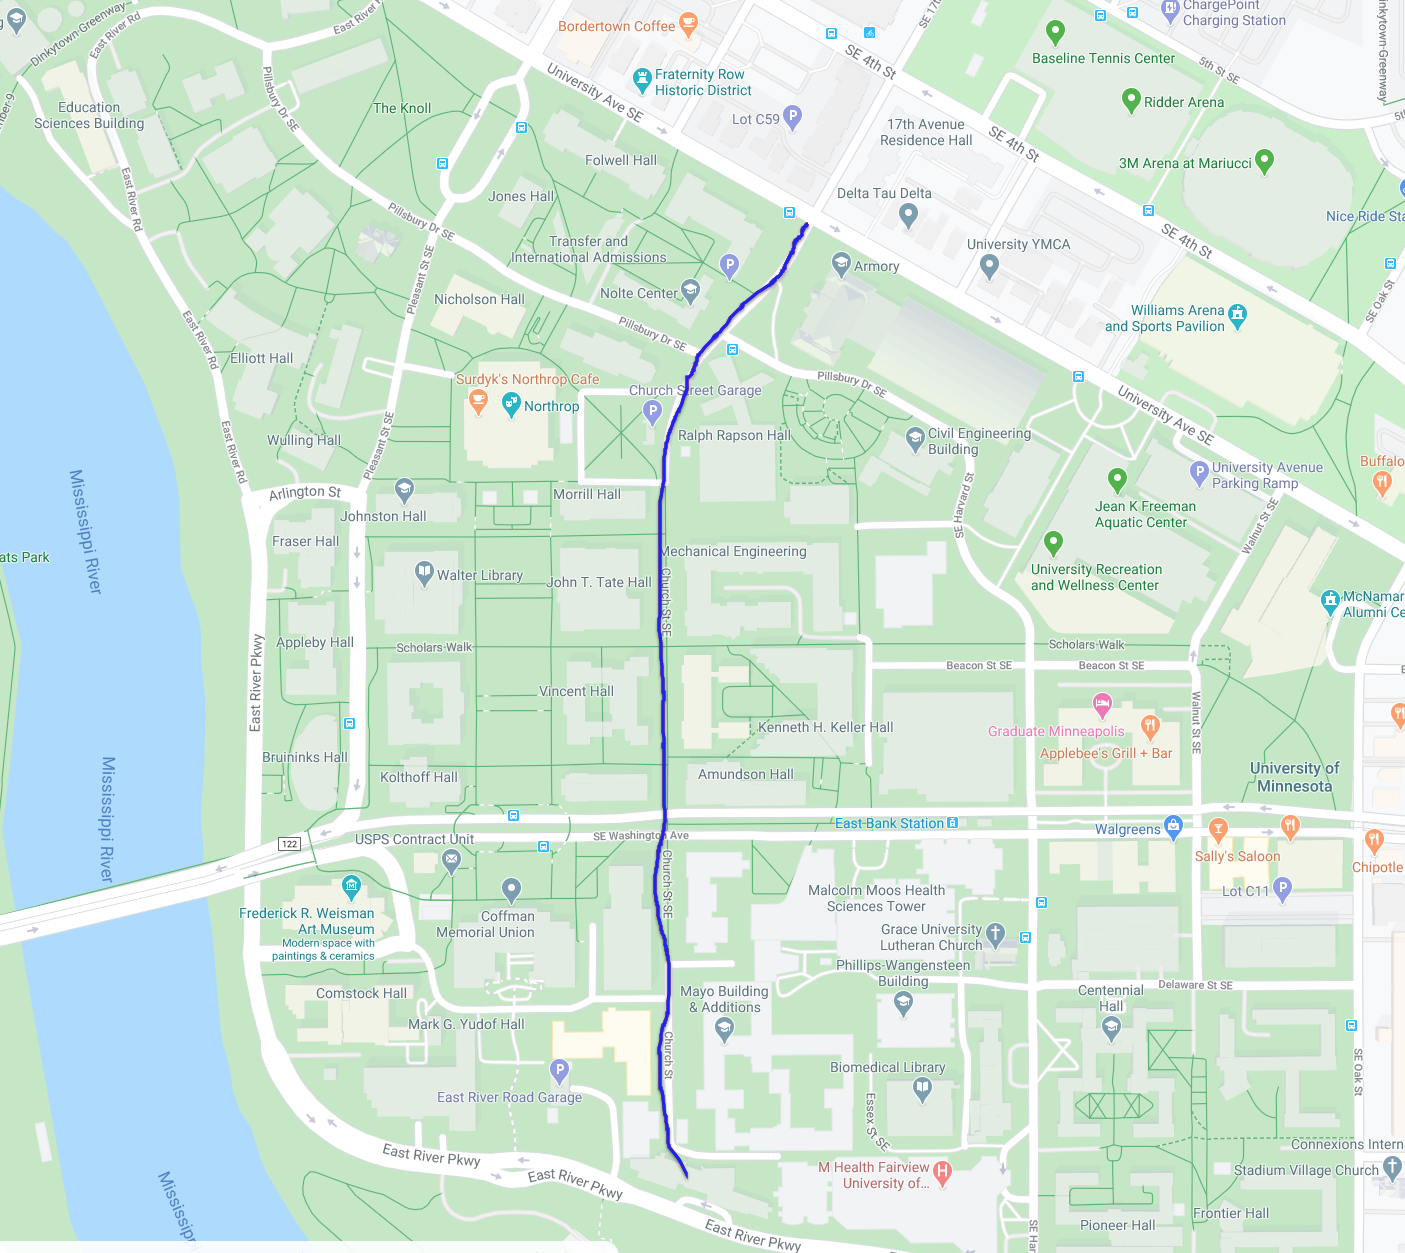 Dinkytown-Greenway
East River Rd
East River
Bordertown Coffee
SE 17th
ChargePoint
Charging Station
Baseline Tennis Center
SE 4th St
5th St SE
Fraternity Row
Historic District
University Ave SE
Ridder Arena
Education
Sciences Building
Pillsbury Dr SE
The Knoll
Lot C59
17th Avenue
Residence Hall
SE 4th St
3M Arena at Mariucci
Folwell Hall
East River Rd
Jones Hall
Delta Tau Delta
Pillsbury Dr SE
Nice Ride Sta
SE 4th St
Transfer and
International Admissions
University YMCA
Armory
Pleasant St SE
Nicholson Hall
Nolte Center
Williams Arena
and Sports Pavilion
SE Oak St
East River Rd
Pillsbury Dr SE
Elliott Hall
Surdyk's Northrop Cafe
Church Street Garage
Pillsbury Dr SE
University Ave SE
Northrop
Wulling Hall
Pleasant St SE
Ralph Rapson Hall
Civil Engineering
Building
East River Rd
University Avenue
Parking Ramp
Buffalo
Arlington St
Morrill Hall
Johnston Hall
SE Harvard St
Jean K Freeman
Aquatic Center
Walnut St SE
Mississippi River
Fraser Hall
Mechanical Engineering
ats Park
Walter Library
John T. Tate Hall
Church St SE
University Recreation
and Wellness Center
McNamar
Alumni Ce
Appleby Hall
Scholars Walk
Scholars Walk
East River Pkwy
Beacon St SE
Beacon St SE
Vincent Hall
Walnut St SE
Kenneth H. Keller Hall
Graduate Minneapolis
Applebee's Grill + Bar
Bruininks Hall
Kolthoff Hall
Amundson Hall
University of
Minnesota
Mississippi River
East Bank Station
Walgreens
122
USPS Contract Unit
SE Washington Ave
Sally's Saloon
Chipotle
Church St SE
Malcolm Moos Health
Sciences Tower
Lot C11
Frederick R. Weisman
Art Museum
Modern space with
paintings & ceramics
Coffman
Memorial Union
Grace University
Lutheran Church
Phillips-Wangensteen
Building
Comstock Hall
Mayo Building
& Additions
Centennial
Hall
Delaware St SE
Mark G. Yudof Hall
Church St
Biomedical Library
SE Oak St
East River Road Garage
Essex St SE
East River Pkwy
East River Pkwy
M Health Fairview
University of...
Connexions Intern
Stadium Village Church
Mississippi
Frontier Hall
Pioneer Hall
East River Pkwy
SE Har